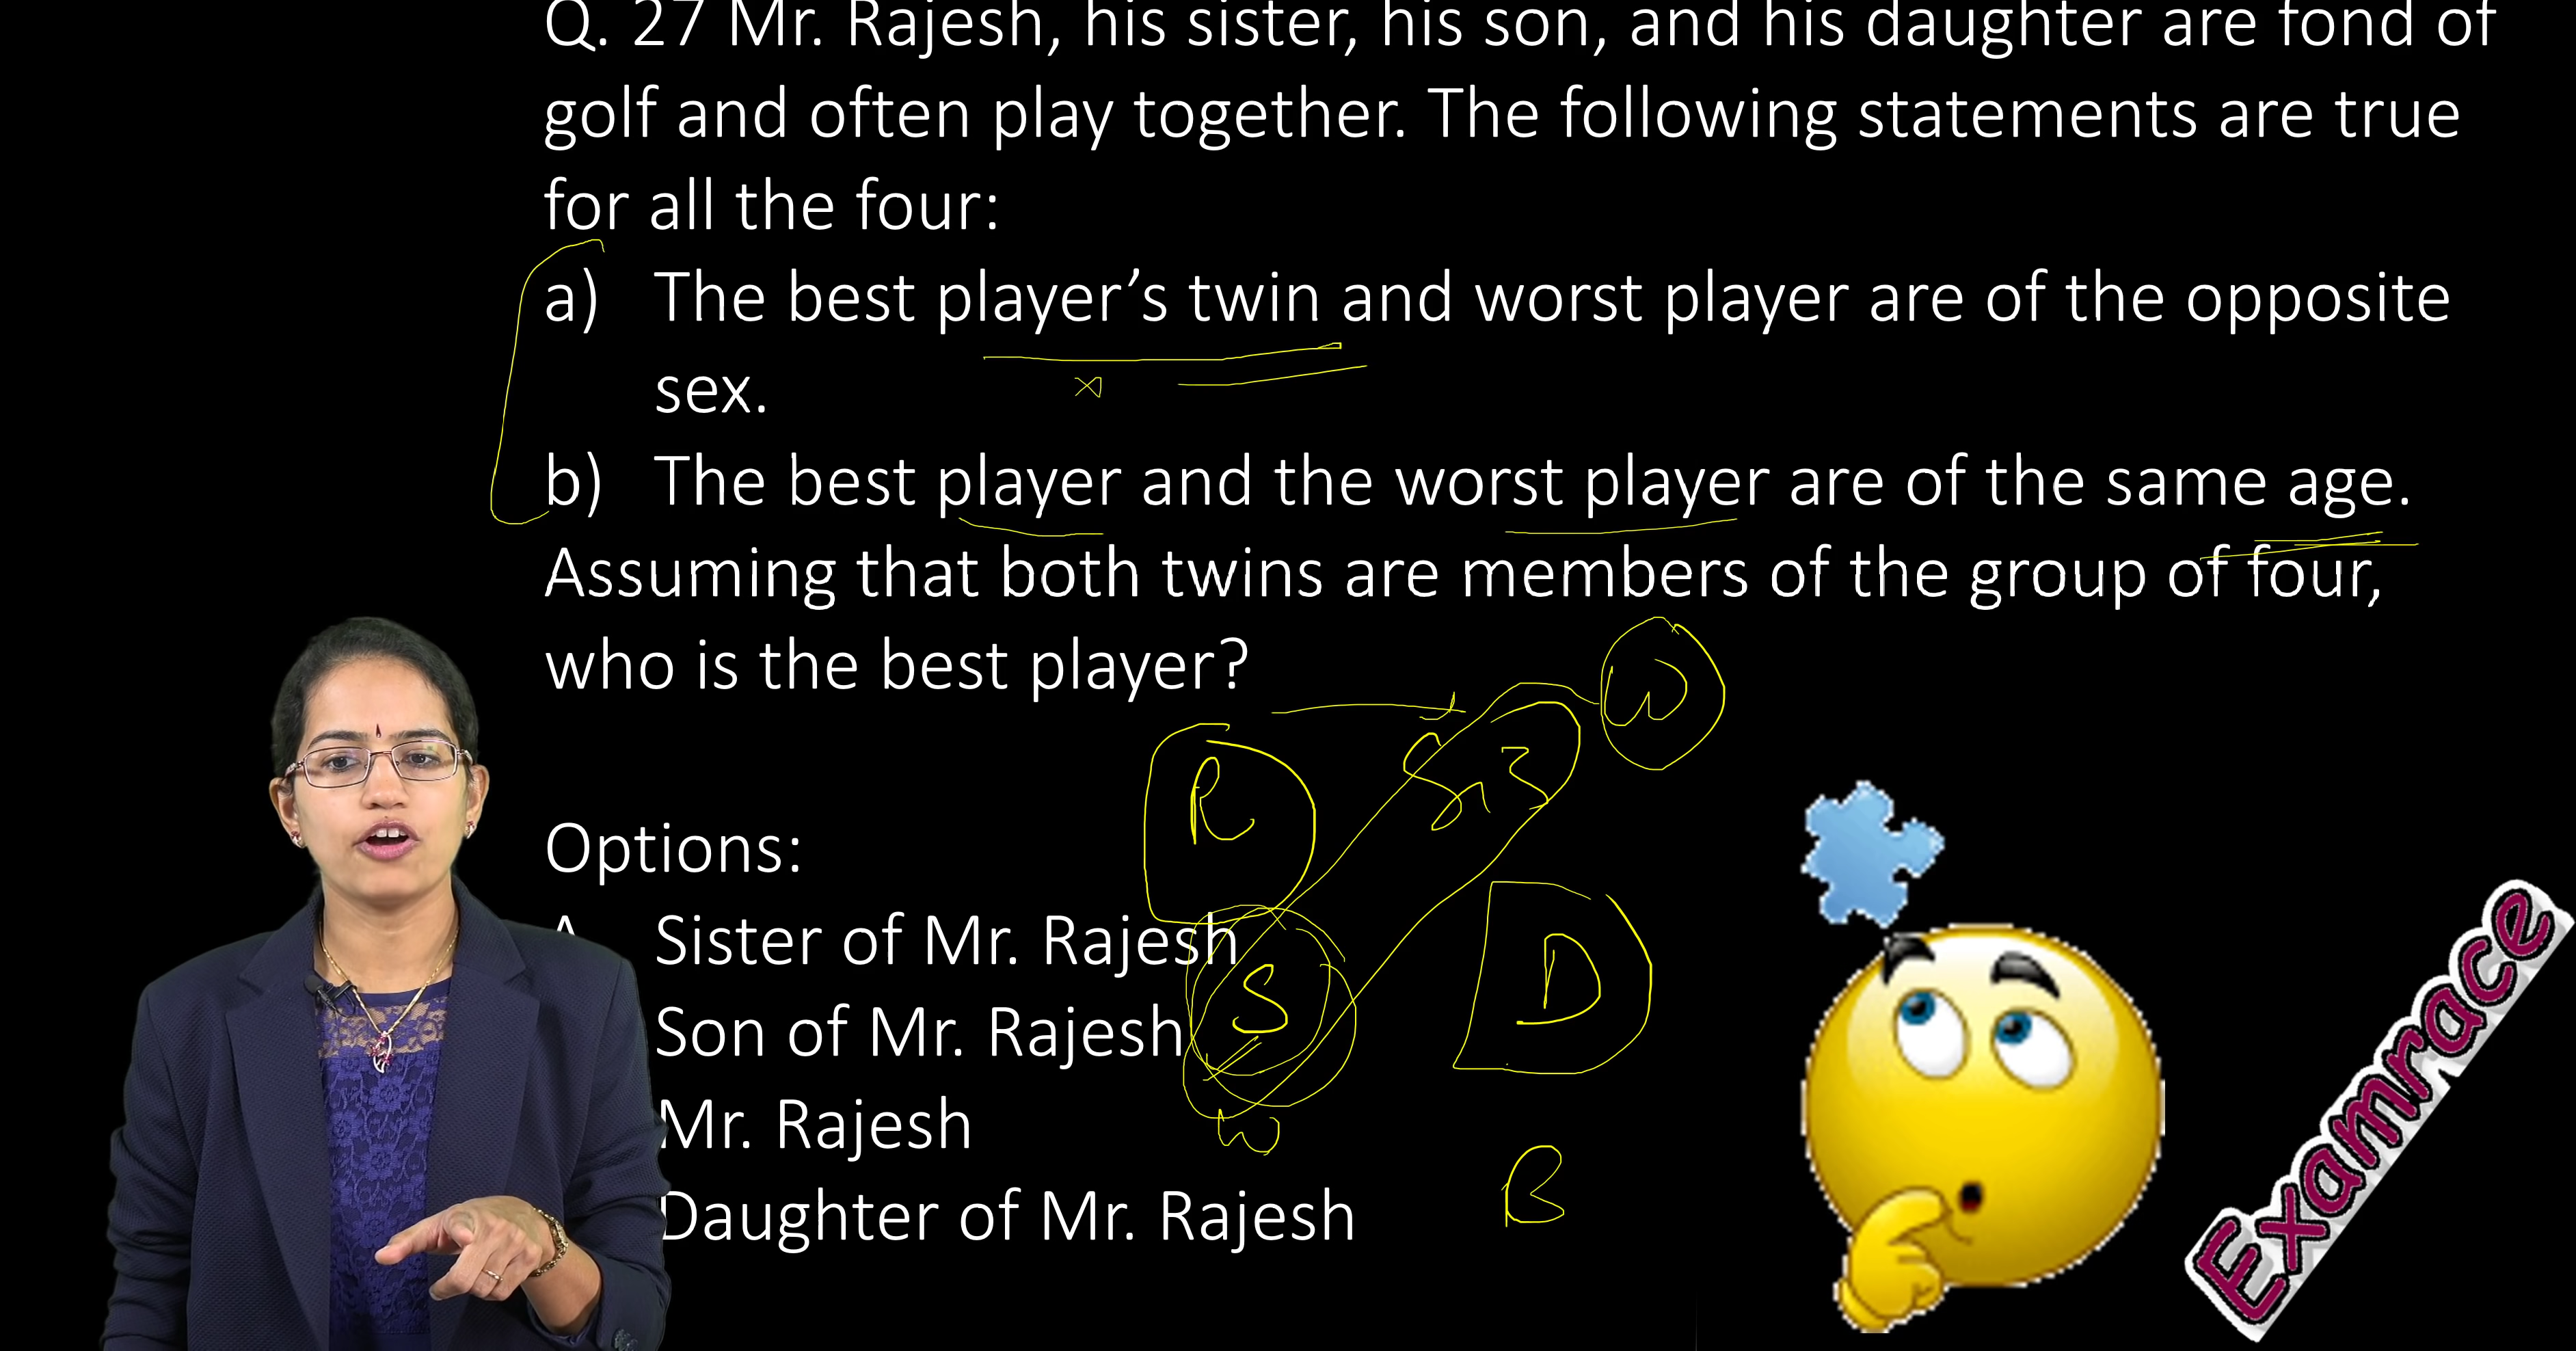 Q. 27 Mr. Rajesh, his sister, his son, and his daughter are fond of
golf and often play together. The following statements are true
for all the four:
a) The best player’s twin and worst player are of the opposite
sex.
b) The best player and the worst player are of the same age.
Assuming that both twins are members of the group of four,
who is the best player?
W
R
Sis
Options:
Sister of Mr. Rajesh
S
D
Son of Mr. Rajesh
Mr. Rajesh
W
B
Daughter of Mr. Rajesh
Examrace